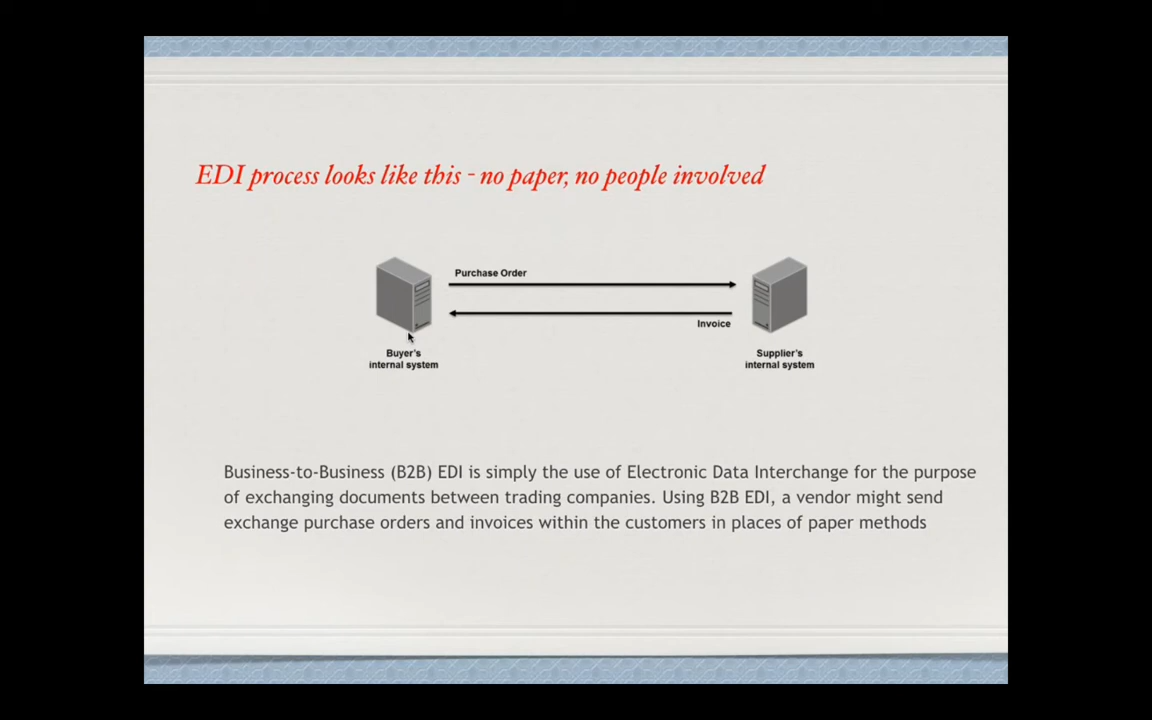 EDI process looks like this - no paper, no people involved
Purchase Order
Invoice
Buyer's
internal system
Supplier's
internal system
Business-to-Business (B2B) EDI is simply the use of Electronic Data Interchange for the purpose
of exchanging documents between trading companies. Using B2B EDI, a vendor might send
exchange purchase orders and invoices within the customers in places of paper methods